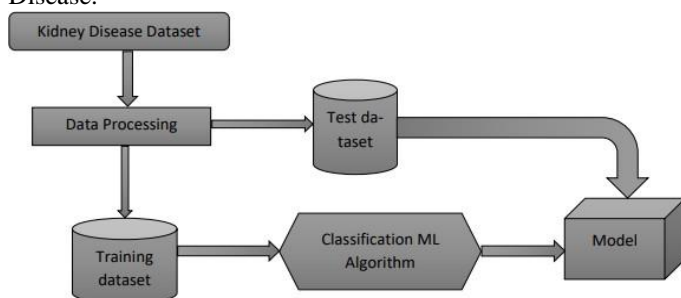 Disease.
Kidney Disease Dataset
Data Processing
Test da-
taset
Training
dataset
Classification ML
Algorithm
Model